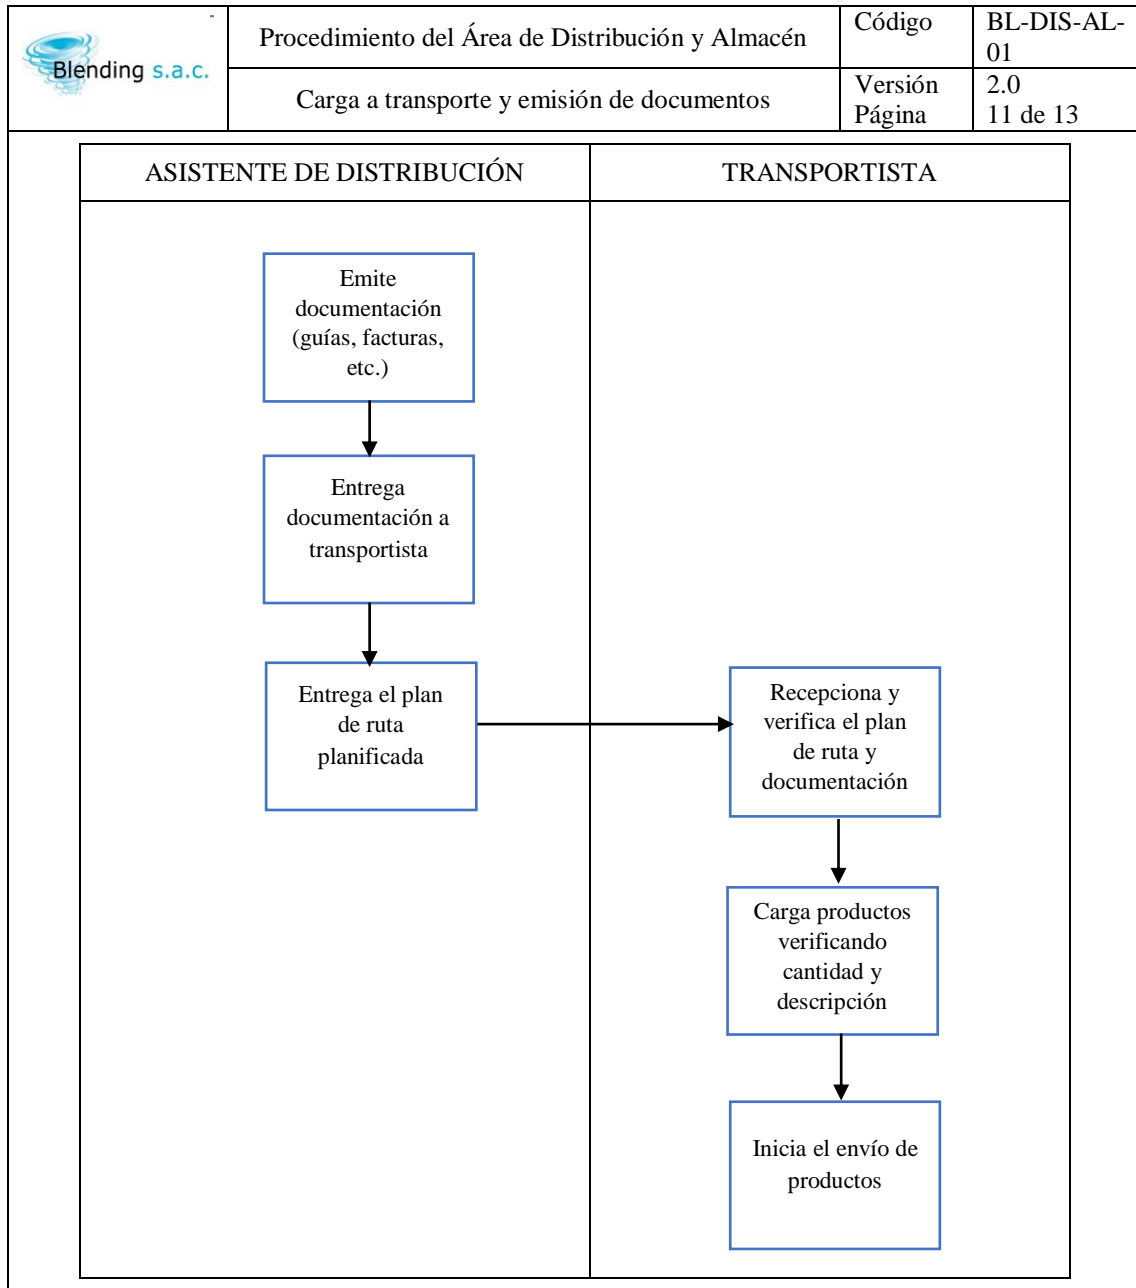 Blending s.a.c.
Procedimiento del Área de Distribución y Almacén
Código
BL-DIS-AL-
01
Carga a transporte y emisión de documentos
Versión
2.0
Página
11 de 13
ASISTENTE DE DISTRIBUCIÓN
TRANSPORTISTA
Emite
documentación
(guías, facturas,
etc.)
Entrega
documentación a
transportista
Entrega el plan
de ruta
planificada
Recepciona y
verifica el plan
de ruta y
documentación
Carga productos
verificando
cantidad y
descripción
Inicia el envío de
productos